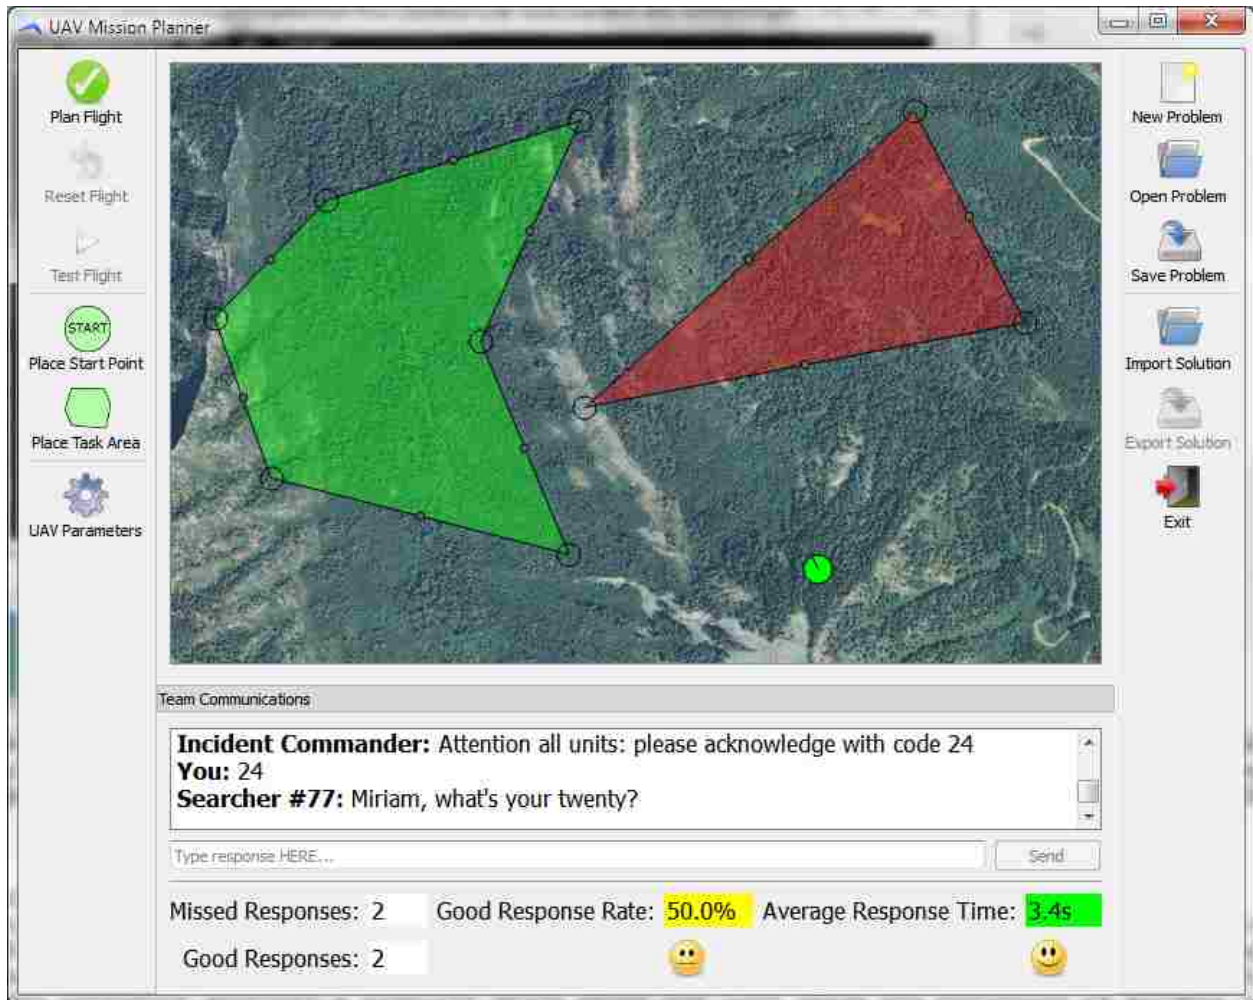 UAV Mission Planner
Plan Flight
Reset Flight
Test Flight
START
Place Start Point
Place Task Area
UAV Parameters
New Problem
Open Problem
Save Problem
Import Solution
Export Solution
Exit
Team Communications
Incident Commander: Attention all units: please acknowledge with code 24
You: 24
Searcher #77: Miriam, what's your twenty?
Type response HERE...
Send
Missed Responses: 2 Good Response Rate: 50.0% Average Response Time: 3.4s
Good Responses: 2